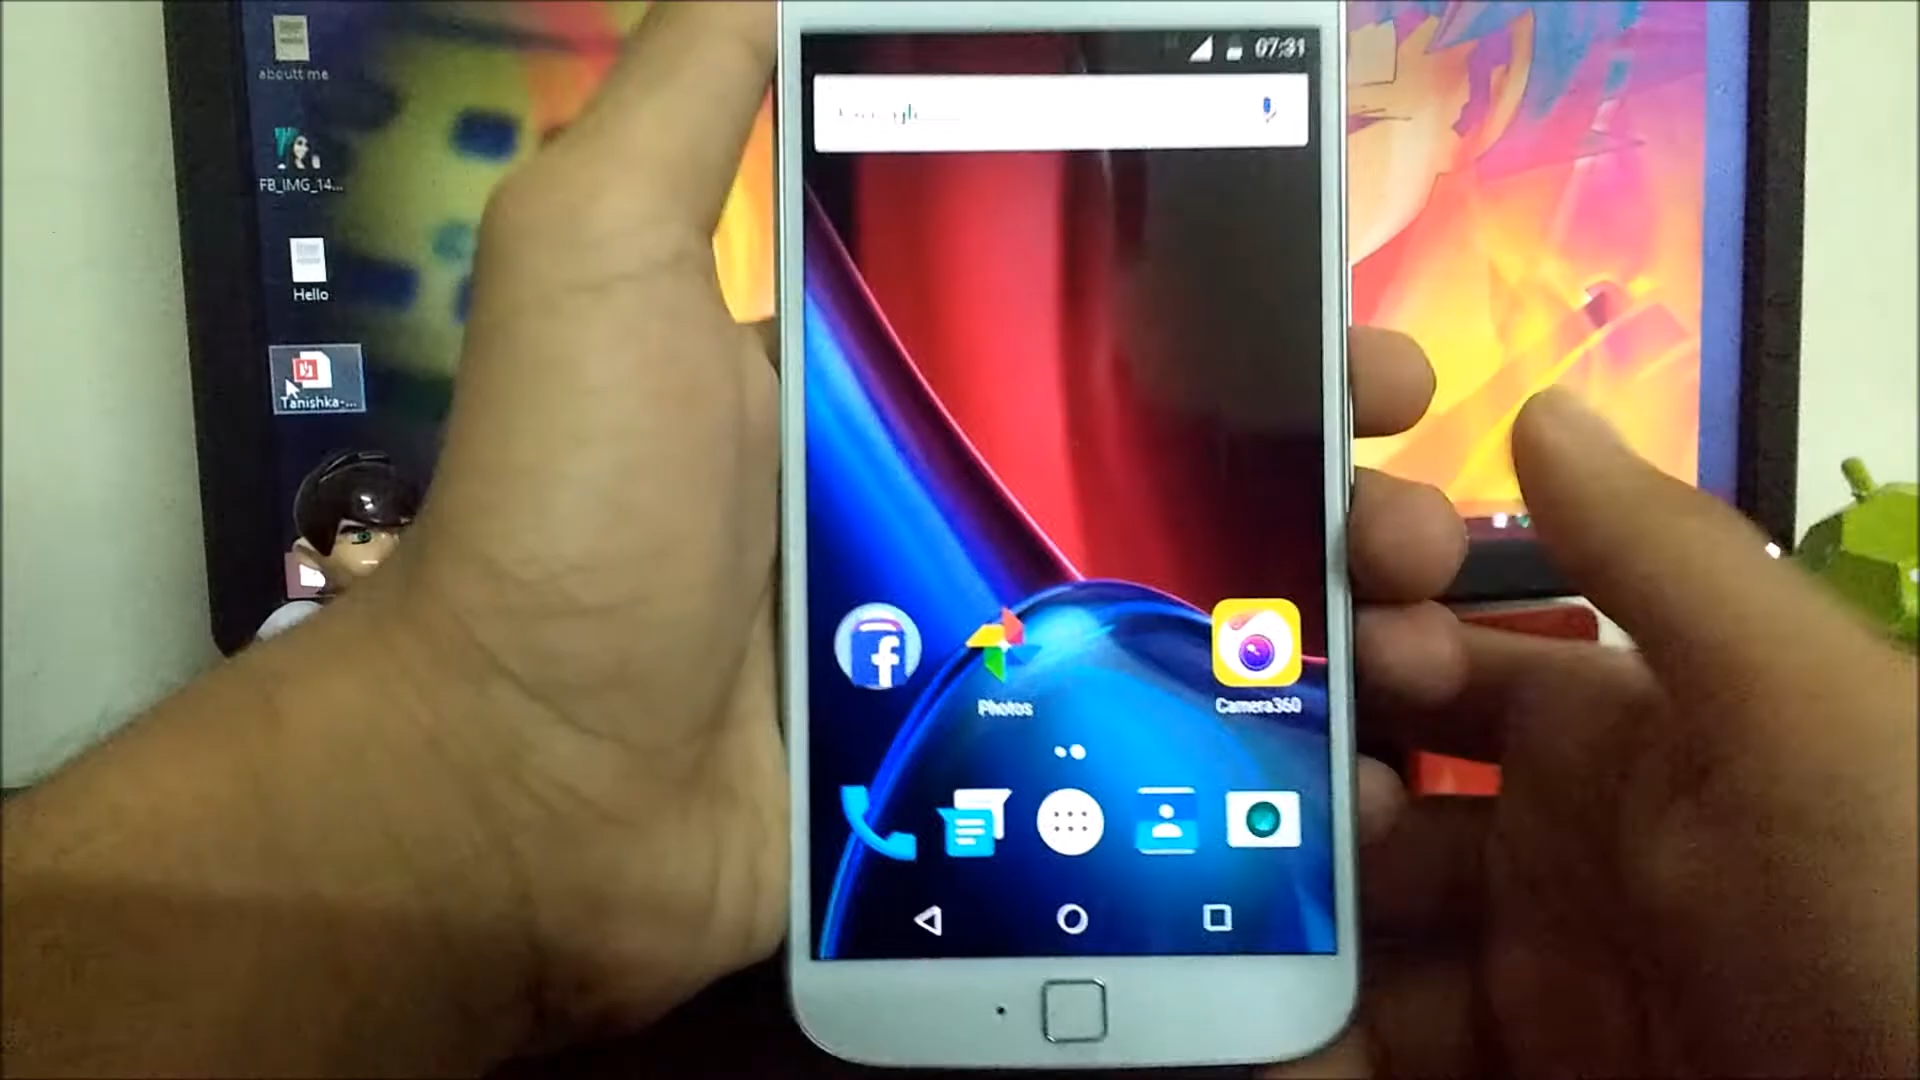 aboutt me
FB_IMG_14...
Hello
Tanishka-...
07:31
Photos
Camera360